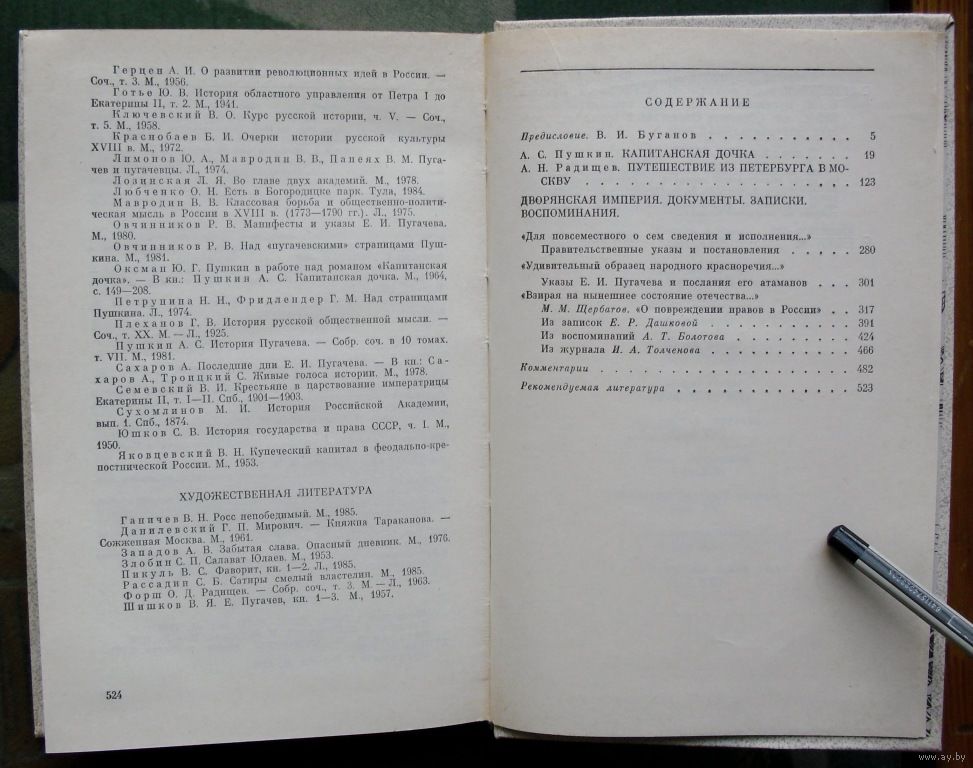 Герцен А. И. О развитии революционных идей в России. —
Соч., т. 3. М., 1956.
Готье Ю. В. История областного управления от Петра I до
Екатерины II, т. 2. М., 1941.
Ключевский В. О. Курс русской истории, ч. V. — Соч.,
т. 5. М., 1958.
Краснобаев Б. И. Очерки истории русской культуры
XVIII в. М., 1972.
Лимонов Ю. А., Мавродин В. В., Панеях В. М. Пуга-
чев и пугачевцы. Л., 1974.
Лозинская Л. Я. Во главе двух академий. М., 1978.
Любченко О. Н. Есть в Богородицке парк. Тула, 1984.
Мавродин В. В. Классовая борьба и общественно-полити-
ческая мысль в России в XVIII в. (1773—1790 гг.). Л., 1975.
Овчинников Р. В. Манифесты и указы Е. И. Пугачева.
М., 1980.
Овчинников Р. В. Над «пугачевскими» страницами Пуш-
кина. М., 1981.
Оксман Ю. Г. Пушкин в работе над романом «Капитанская
дочка». — В кн.: Пушкин А. С. Капитанская дочка. М., 1964,
с. 149—208.
Петрунина Н. Н., Фридлендер Г. М. Над страницами
Пушкина. Л., 1974.
Плеханов Г. В. История русской общественной мысли. —
Соч., т. XX. М. — Л., 1925.
Пушкин А. С. История Пугачева. — Собр. соч. в 10 томах.
т. VII. М., 1981.
Сахаров А. Последние дни Е. И. Пугачева. — В кн.: Са-
харов А., Троицкий С. Живые голоса истории. М., 1978.
Семевский В. И. Крестьяне в царствование императрицы
Екатерины II, т. I—II. Спб., 1901—1903.
Сухомлинов М. И. История Российской Академии,
вып. 1. Спб., 1874.
Юшков С. В. История государства и права СССР, ч. I. М.,
1950.
Яковцевский В. Н. Купеческий капитал в феодально-кре-
постнической России. М., 1953.
ХУДОЖЕСТВЕННАЯ ЛИТЕРАТУРА
Ганичев В. Н. Росс непобедимый. М., 1985.
Данилевский Г. П. Мирович. — Княжна Тараканова. —
Сожженная Москва. М., 1961.
Западов А. В. Забытая слава. Опасный дневник. М., 1976.
Злобин С. П. Салават Юлаев. М., 1953.
Пикуль В. С. Фаворит, кн. 1—2. Л., 1985.
Рассадин С. Б. Сатиры смелый властелин. М., 1985.
Форш О. Д. Радищев. — Собр. соч., т. 3. М. — Л., 1963.
Шишков В. Я. Е. Пугачев, кн. 1—3. М., 1957.
524
СОДЕРЖАНИЕ
Предисловие. В. И. Буганов . . . . . . . . . . . 5
А. С. Пушкин. КАПИТАНСКАЯ ДОЧКА . . . . . . . 19
А. Н. Радищев. ПУТЕШЕСТВИЕ ИЗ ПЕТЕРБУРГА В МО-
СКВУ . . . . . . . . . . . . . . . . . . . . 123
ДВОРЯНСКАЯ ИМПЕРИЯ. ДОКУМЕНТЫ. ЗАПИСКИ.
ВОСПОМИНАНИЯ.
«Для повсеместного о сем сведения и исполнения...»
Правительственные указы и постановления . . . . . 280
«Удивительный образец народного красноречия...»
Указы Е. И. Пугачева и послания его атаманов . . . 301
«Взирая на нынешнее состояние отечества...»
М. М. Щербатов. «О повреждении нравов в России» . . 317
Из записок Е. Р. Дашковой . . . . . . . . . . . 391
Из воспоминаний А. Т. Болотова . . . . . . . . . 424
Из журнала И. А. Толченова . . . . . . . . . . . 466
Комментарии . . . . . . . . . . . . . . . . . . 482
Рекомендуемая литература . . . . . . . . . . . . 523
www.ay.by